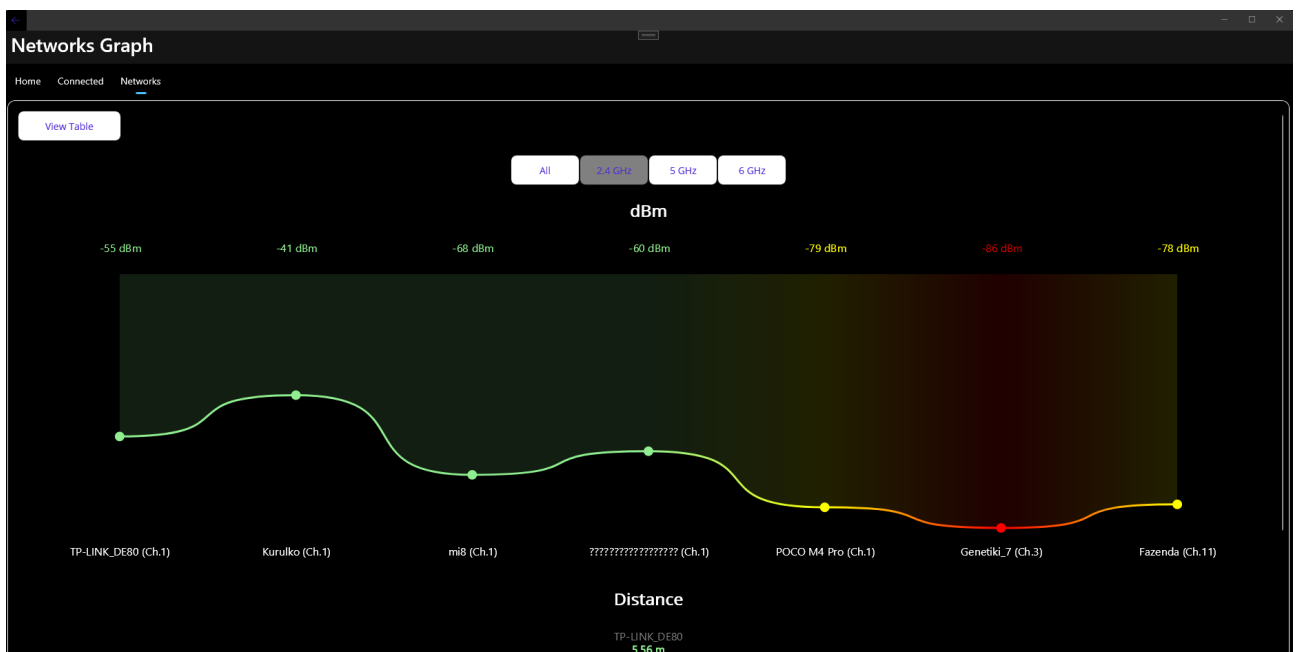 Networks Graph
Home Connected Networks
View Table
All 2.4 GHz 5 GHz 6 GHz
dBm
-55 dBm -41 dBm -68 dBm -60 dBm -79 dBm -86 dBm -78 dBm
TP-LINK_DE80 (Ch.1) Kurulko (Ch.1) mi8 (Ch.1) ?????????????????? (Ch.1) POCO M4 Pro (Ch.1) Genetiki_7 (Ch.3) Fazenda (Ch.11)
Distance
TP-LINK_DE80
5.56 m